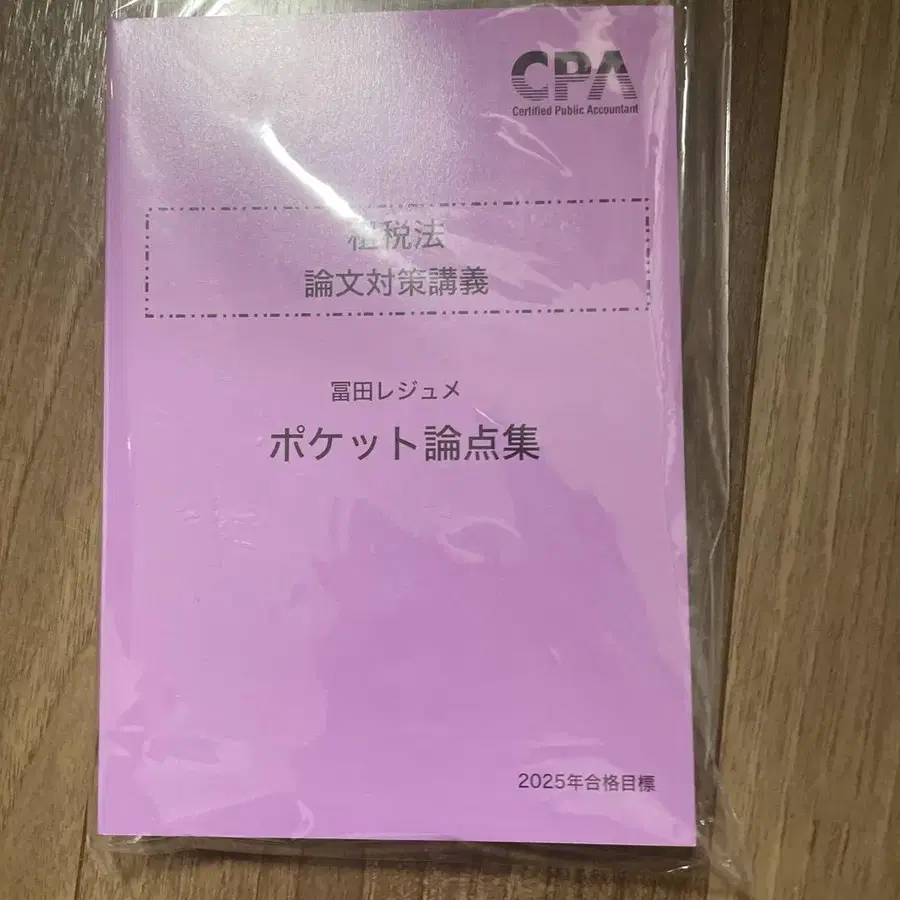 CPA
Certified Public Accountant
租税法
論文対策講義
冨田レジュメ
ポケット論点集
2025年合格目標